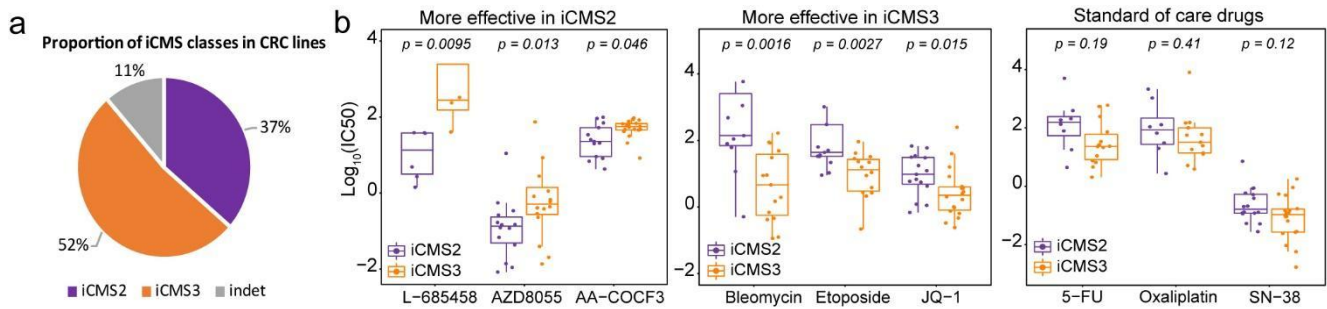 a
Proportion of iCMS classes in CRC lines
11%
37%
52%
iCMS2 iCMS3 indet
b
More effective in iCMS2
Log10(IC50)
4
2
0
−2
p = 0.0095 p = 0.013 p = 0.046
iCMS2
iCMS3
L−685458 AZD8055 AA−COCF3
More effective in iCMS3
4
2
0
−2
p = 0.0016 p = 0.0027 p = 0.015
iCMS2
iCMS3
Bleomycin Etoposide JQ−1
Standard of care drugs
4
2
0
−2
p = 0.19 p = 0.41 p = 0.12
iCMS2
iCMS3
5−FU Oxaliplatin SN−38